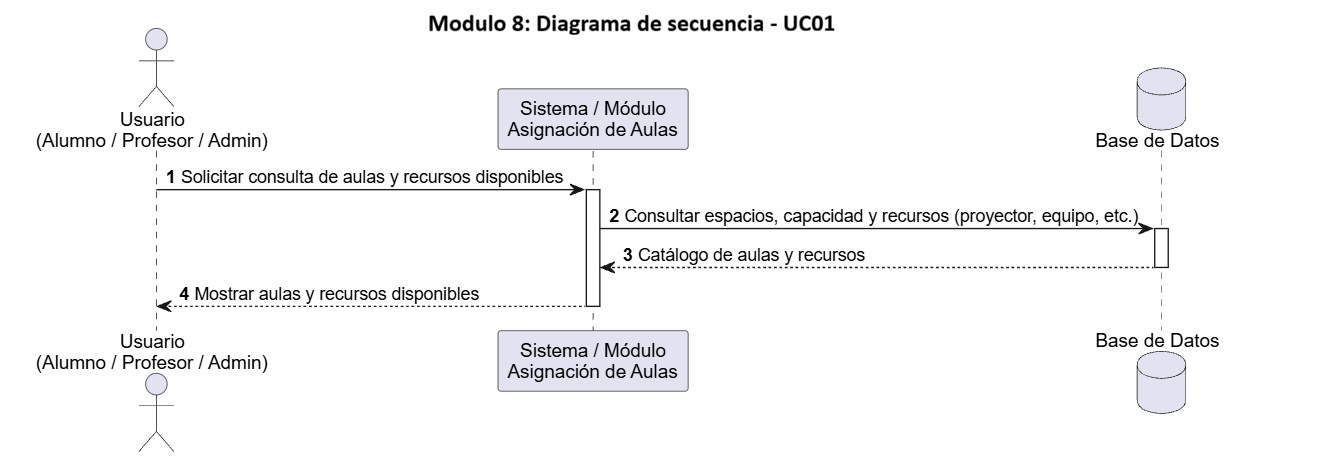 Modulo 8: Diagrama de secuencia - UC01
Usuario
(Alumno / Profesor / Admin)
Sistema / Módulo
Asignación de Aulas
Base de Datos
1 Solicitar consulta de aulas y recursos disponibles
2 Consultar espacios, capacidad y recursos (proyector, equipo, etc.)
3 Catálogo de aulas y recursos
4 Mostrar aulas y recursos disponibles
Usuario
(Alumno / Profesor / Admin)
Sistema / Módulo
Asignación de Aulas
Base de Datos